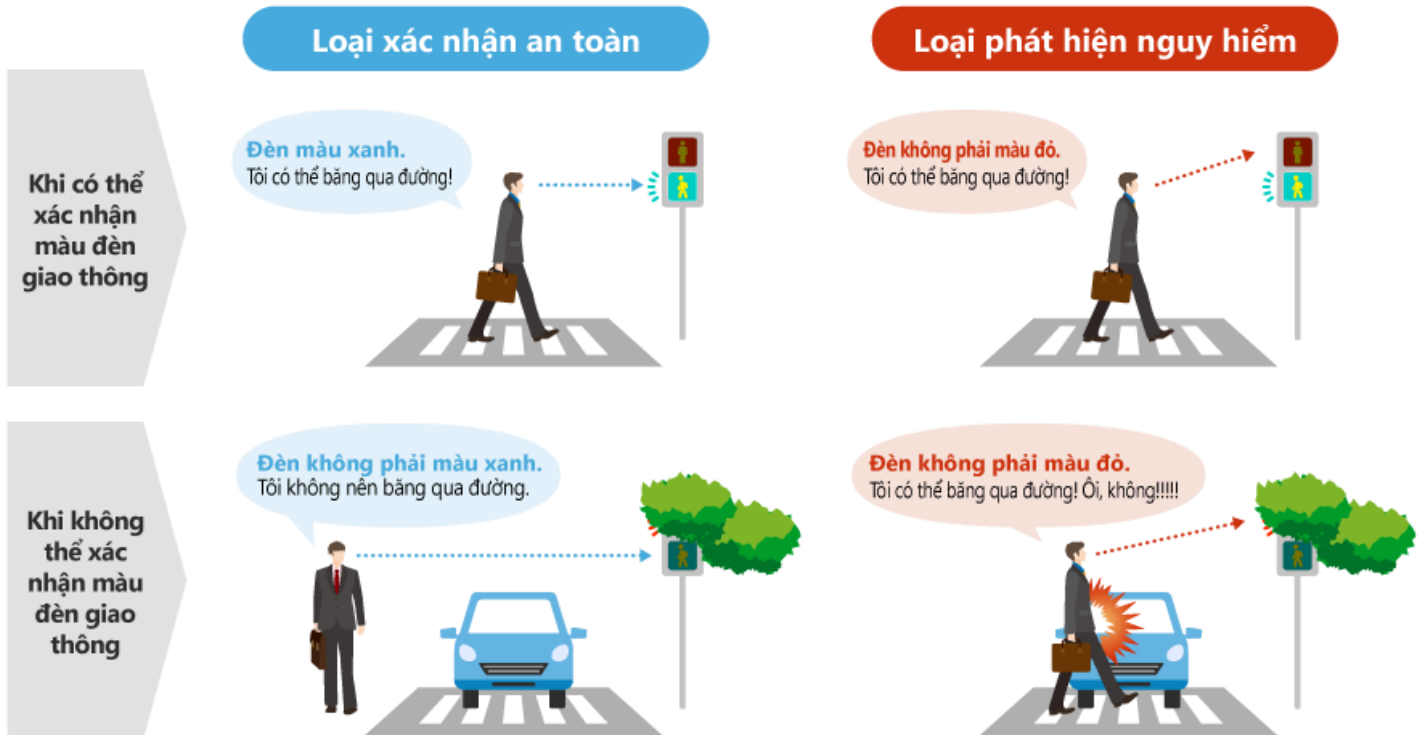 Loại xác nhận an toàn
Loại phát hiện nguy hiểm
Khi có thể
xác nhận
màu đèn
giao thông
Đèn màu xanh.
Tôi có thể băng qua đường!
Đèn không phải màu đỏ.
Tôi có thể băng qua đường!
Khi không
thể xác
nhận màu
đèn giao
thông
Đèn không phải màu xanh.
Tôi không nên băng qua đường.
Đèn không phải màu đỏ.
Tôi có thể băng qua đường! Ôi, không!!!!!